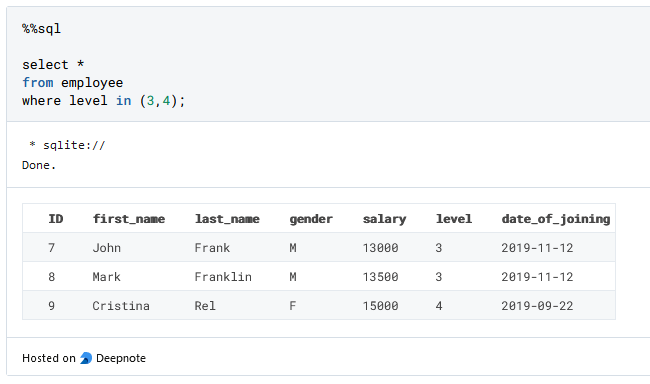 %%sql
select *
from employee
where level in (3,4);
* sqlite://
Done.
ID first_name last_name gender salary level date_of_joining
7 John Frank M 13000 3 2019-11-12
8 Mark Franklin M 13500 3 2019-11-12
9 Cristina Rel F 15000 4 2019-09-22
Hosted on Deepnote